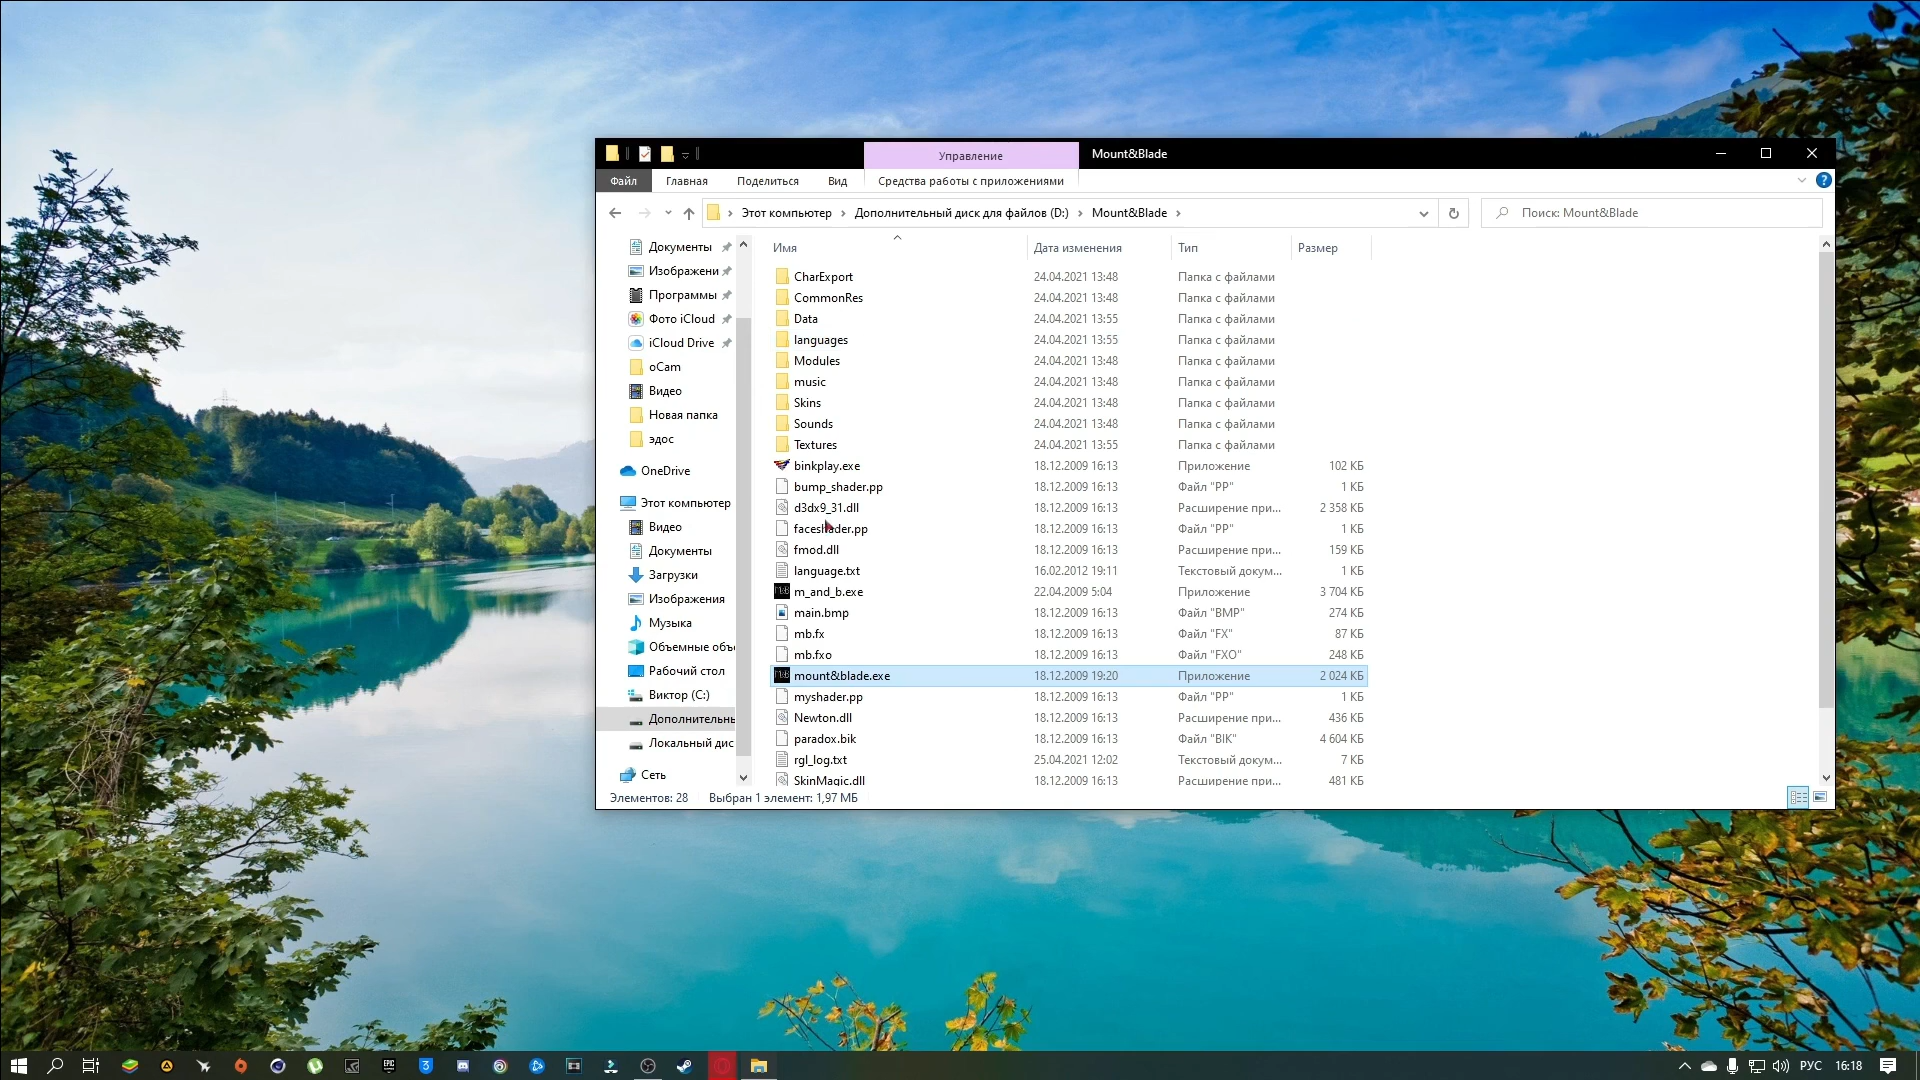 Управление
Mount&Blade
Файл
Главная
Поделиться
Вид
Средства работы с приложениями
Этот компьютер
Дополнительный диск для файлов (D:)
Mount&Blade
Поиск: Mount&Blade
Документы
Изображени
Программы
Фото iCloud
iCloud Drive
oCam
Видео
Новая папка
эдос
OneDrive
Этот компьютер
Видео
Документы
Загрузки
Изображения
Музыка
Объемные объ
Рабочий стол
Виктор (C:)
Дополнительн
Локальный дис
Сеть
Имя Дата изменения Тип Размер
CharExport 24.04.2021 13:48 Папка с файлами
CommonRes 24.04.2021 13:48 Папка с файлами
Data 24.04.2021 13:55 Папка с файлами
languages 24.04.2021 13:55 Папка с файлами
Modules 24.04.2021 13:48 Папка с файлами
music 24.04.2021 13:48 Папка с файлами
Skins 24.04.2021 13:48 Папка с файлами
Sounds 24.04.2021 13:48 Папка с файлами
Textures 24.04.2021 13:55 Папка с файлами
binkplay.exe 18.12.2009 16:13 Приложение 102 КБ
bump_shader.pp 18.12.2009 16:13 Файл "PP" 1 КБ
d3dx9_31.dll 18.12.2009 16:13 Расширение при... 2 358 КБ
faceshader.pp 18.12.2009 16:13 Файл "PP" 1 КБ
fmod.dll 18.12.2009 16:13 Расширение при... 159 КБ
language.txt 16.02.2012 19:11 Текстовый докум... 1 КБ
m_and_b.exe 22.04.2009 5:04 Приложение 3 704 КБ
main.bmp 18.12.2009 16:13 Файл "BMP" 274 КБ
mb.fx 18.12.2009 16:13 Файл "FX" 87 КБ
mb.fxo 18.12.2009 16:13 Файл "FXO" 248 КБ
mount&blade.exe 18.12.2009 19:20 Приложение 2 024 КБ
myshader.pp 18.12.2009 16:13 Файл "PP" 1 КБ
Newton.dll 18.12.2009 16:13 Расширение при... 436 КБ
paradox.bik 18.12.2009 16:13 Файл "BIK" 4 604 КБ
rgl_log.txt 25.04.2021 12:02 Текстовый докум... 7 КБ
SkinMagic.dll 18.12.2009 16:13 Расширение при... 481 КБ
Элементов: 28 Выбран 1 элемент: 1,97 МБ
EPIC
РУС
16:18